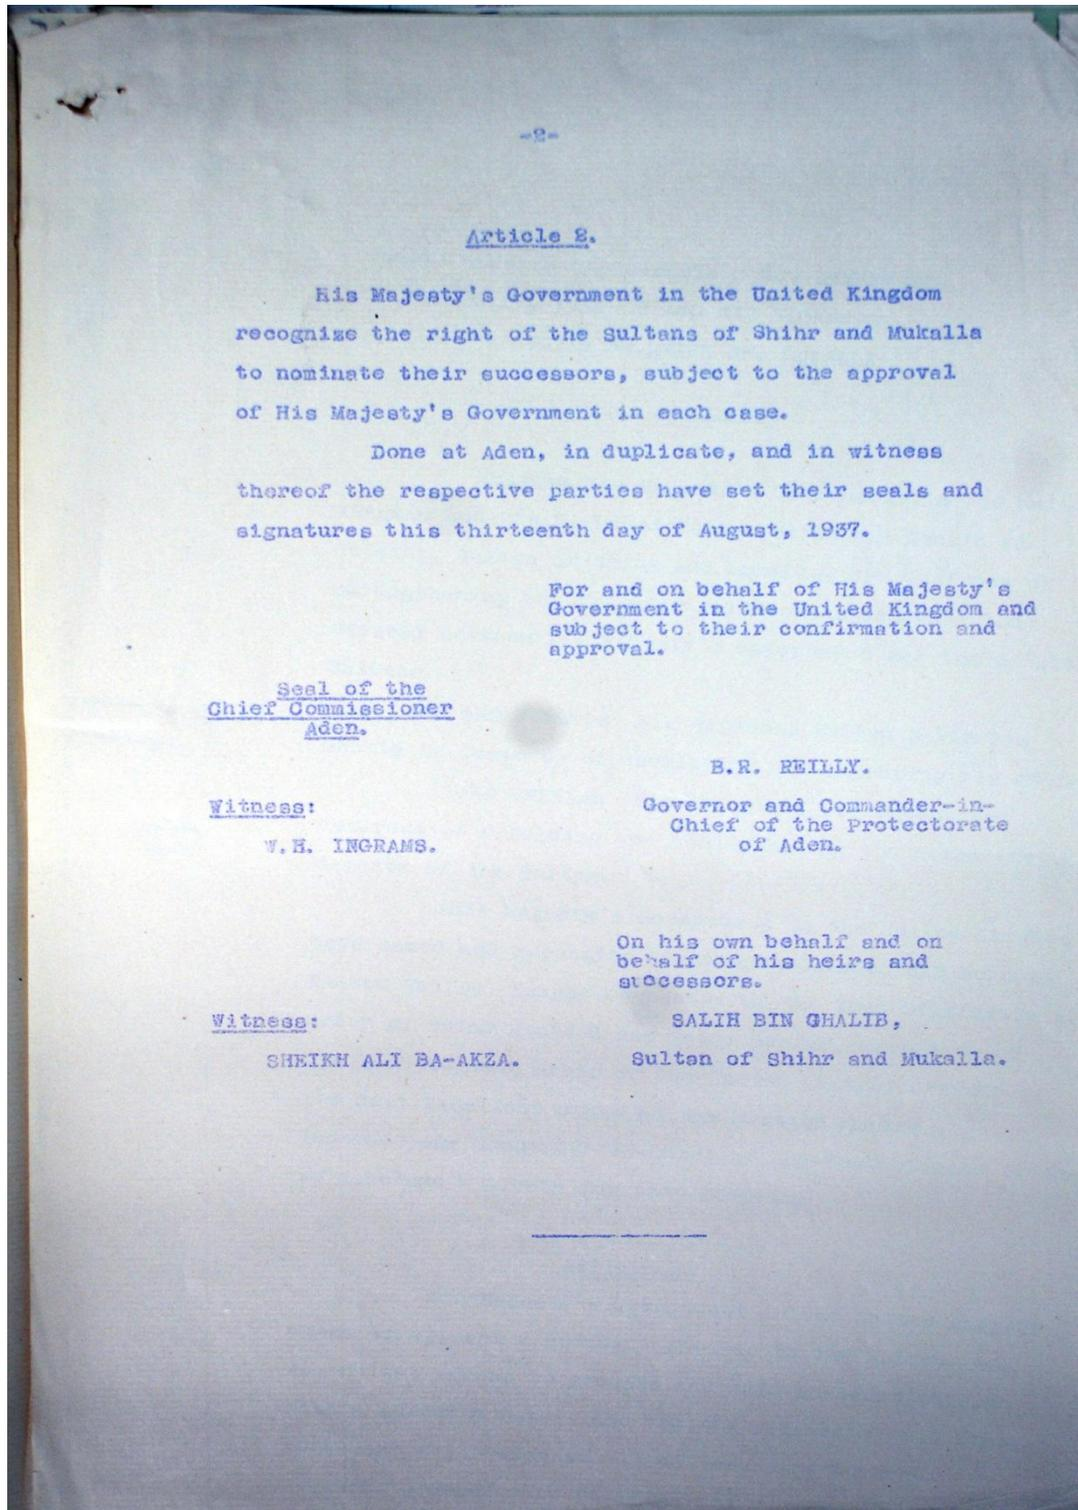 -2-
Article 2.
His Majesty's Government in the United Kingdom
recognize the right of the Sultans of Shihr and Mukalla
to nominate their successors, subject to the approval
of His Majesty's Government in each case.
Done at Aden, in duplicate, and in witness
thereof the respective parties have set their seals and
signatures this thirteenth day of August, 1937.
For and on behalf of His Majesty's
Government in the United Kingdom and
subject to their confirmation and
approval.
Seal of the
Chief Commissioner
Aden.
B.R. REILLY.
Witness:
W.H. INGRAMS.
Governor and Commander-in-
Chief of the Protectorate
of Aden.
On his own behalf and on
behalf of his heirs and
successors.
Witness:
SALIH BIN GHALIB,
SHEIKH ALI BA-AKZA.
Sultan of Shihr and Mukalla.